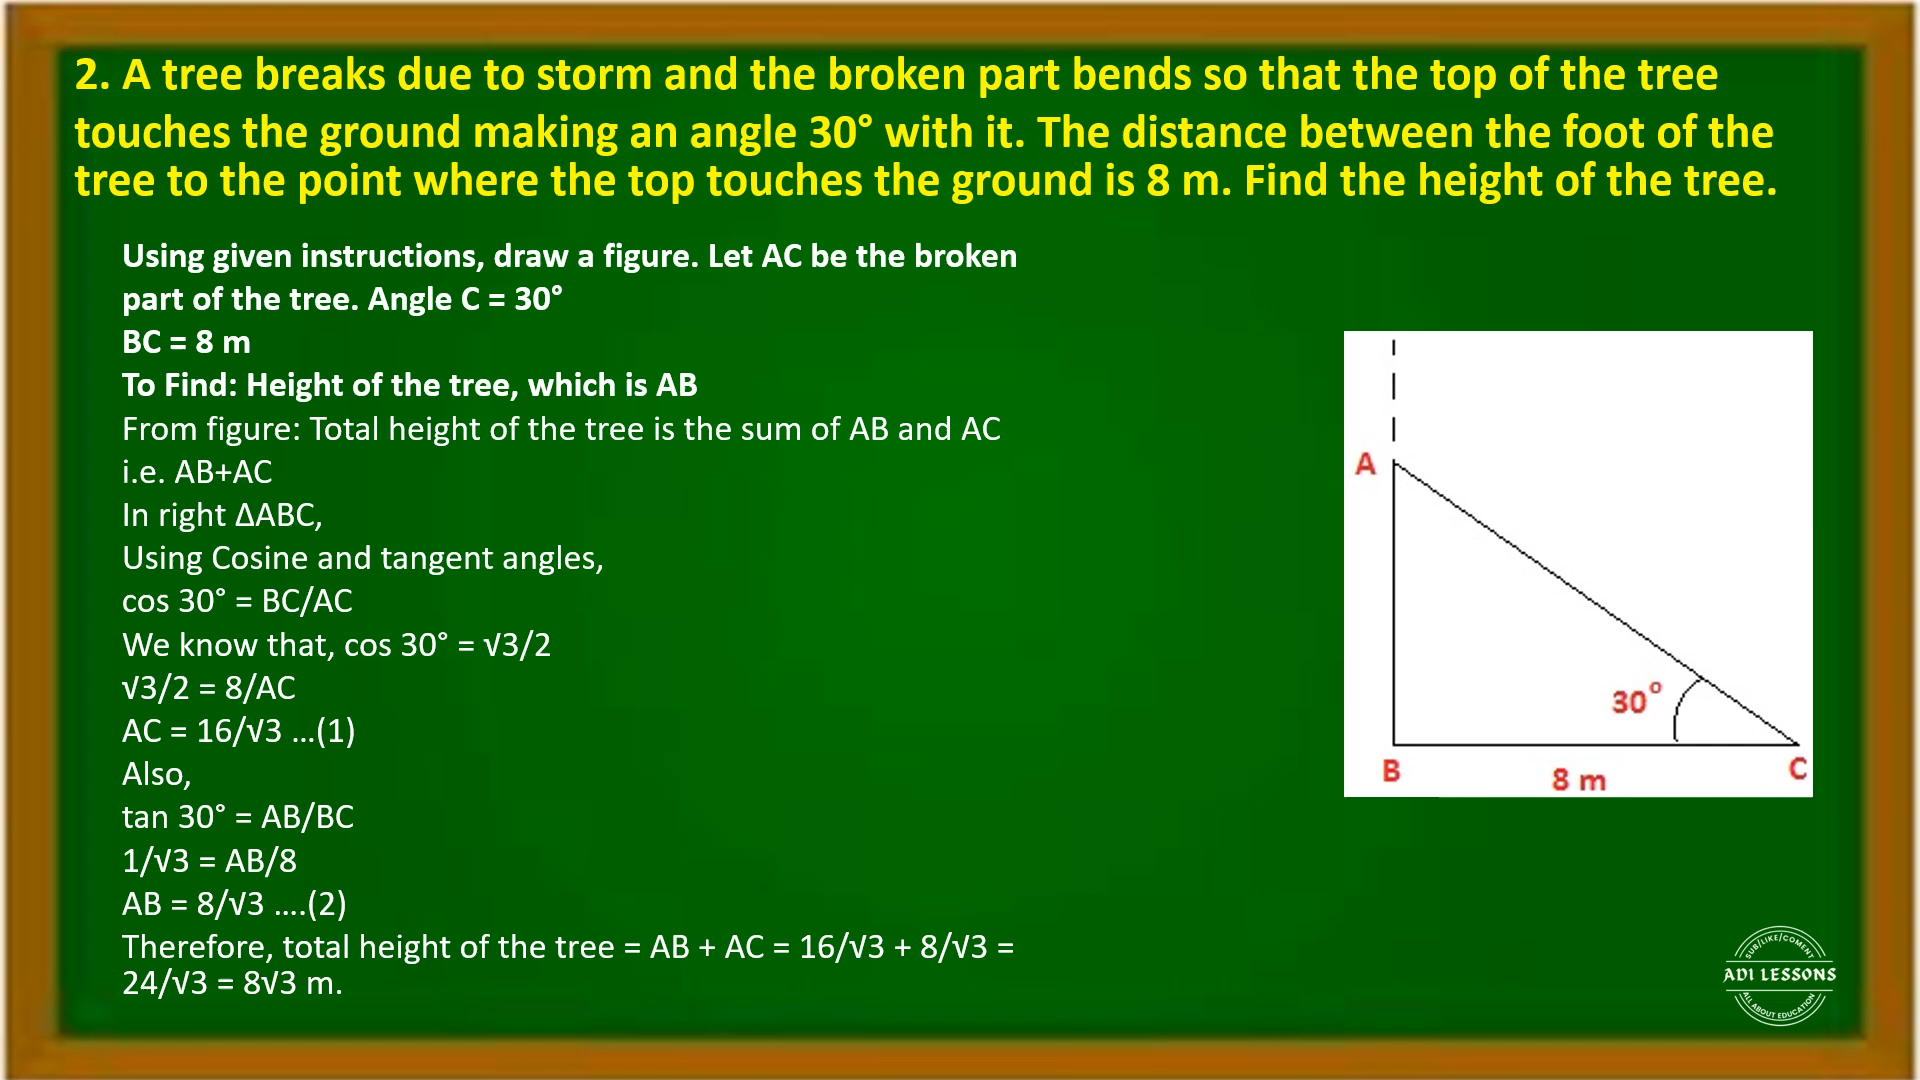 2. A tree breaks due to storm and the broken part bends so that the top of the tree
touches the ground making an angle 30° with it. The distance between the foot of the
tree to the point where the top touches the ground is 8 m. Find the height of the tree.
Using given instructions, draw a figure. Let AC be the broken
part of the tree. Angle C = 30°
BC = 8 m
To Find: Height of the tree, which is AB
From figure: Total height of the tree is the sum of AB and AC
i.e. AB+AC
In right ΔABC,
Using Cosine and tangent angles,
cos 30° = BC/AC
We know that, cos 30° = √3/2
√3/2 = 8/AC
AC = 16/√3 …(1)
Also,
tan 30° = AB/BC
1/√3 = AB/8
AB = 8/√3 ….(2)
Therefore, total height of the tree = AB + AC = 16/√3 + 8/√3 =
24/√3 = 8√3 m.
A
30°
B
8 m
C
SUB/LIKE/COMENT
ADI LESSONS
ALL ABOUT EDUCATION